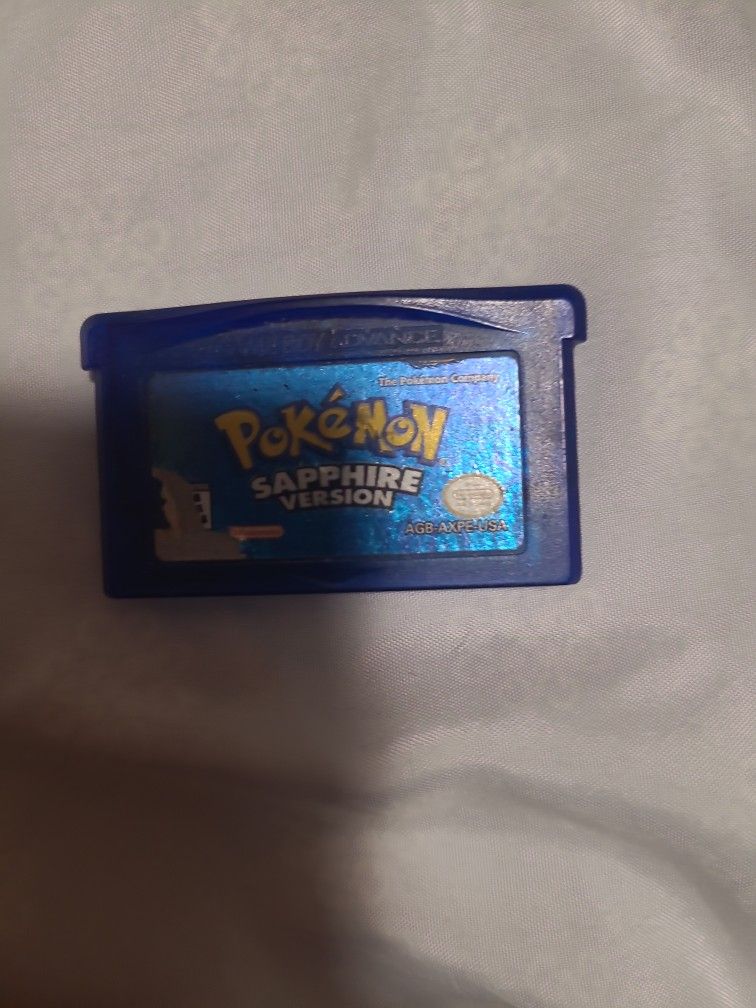 GAME BOY ADVANCE
The Pokémon Company
POKéMON
SAPPHIRE
VERSION
AGB-AXPE-USA